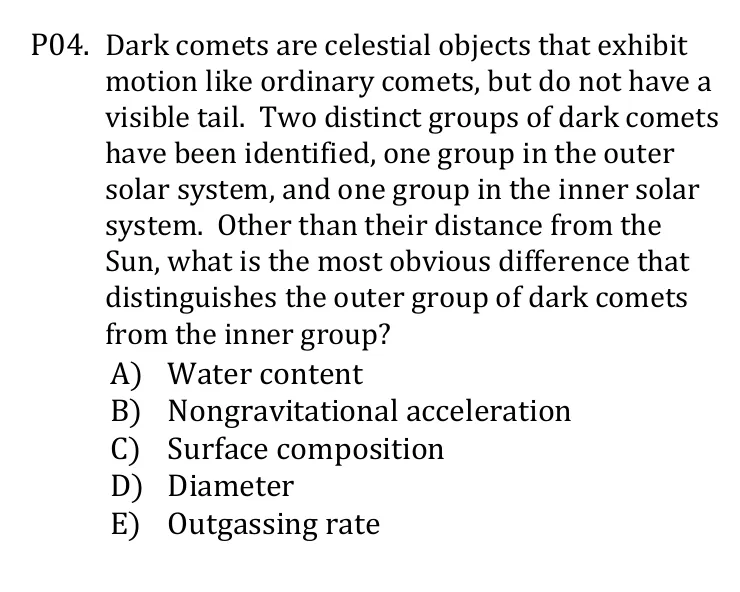 P04. Dark comets are celestial objects that exhibit
motion like ordinary comets, but do not have a
visible tail. Two distinct groups of dark comets
have been identified, one group in the outer
solar system, and one group in the inner solar
system. Other than their distance from the
Sun, what is the most obvious difference that
distinguishes the outer group of dark comets
from the inner group?
A) Water content
B) Nongravitational acceleration
C) Surface composition
D) Diameter
E) Outgassing rate